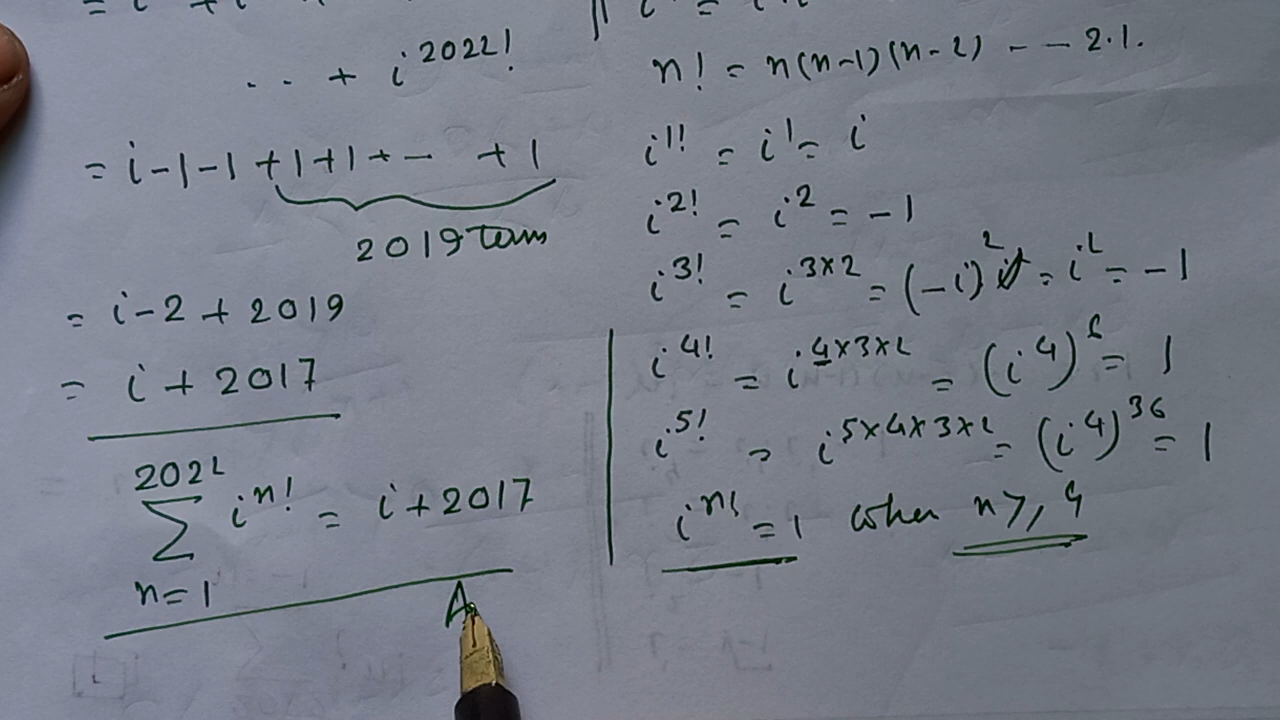 ·· + i^2022!
= i-1-1+1+1+-- +1
2019 term
= i-2+2019
= i+2017
2022
∑ i^n! = i+2017
n=1
A
n! = n(n-1)(n-2) --- 2·1.
i^1! = i^1 = i
i^2! = i^2 = -1
i^3! = i^3×2 = (-i)^2 = i^2 = -1
i^4! = i^4×3×2 = (i^4)^6 = 1
i^5! = i^5×4×3×2 = (i^4)^36 = 1
i^n! = 1 when n≥4